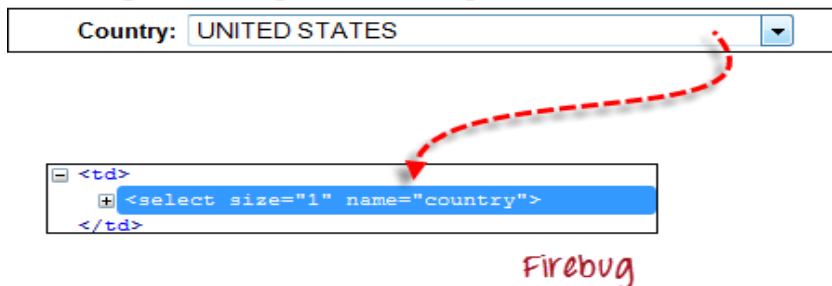 Country: UNITED STATES
<td>
<select size="1" name="country">
</td>
Firebug